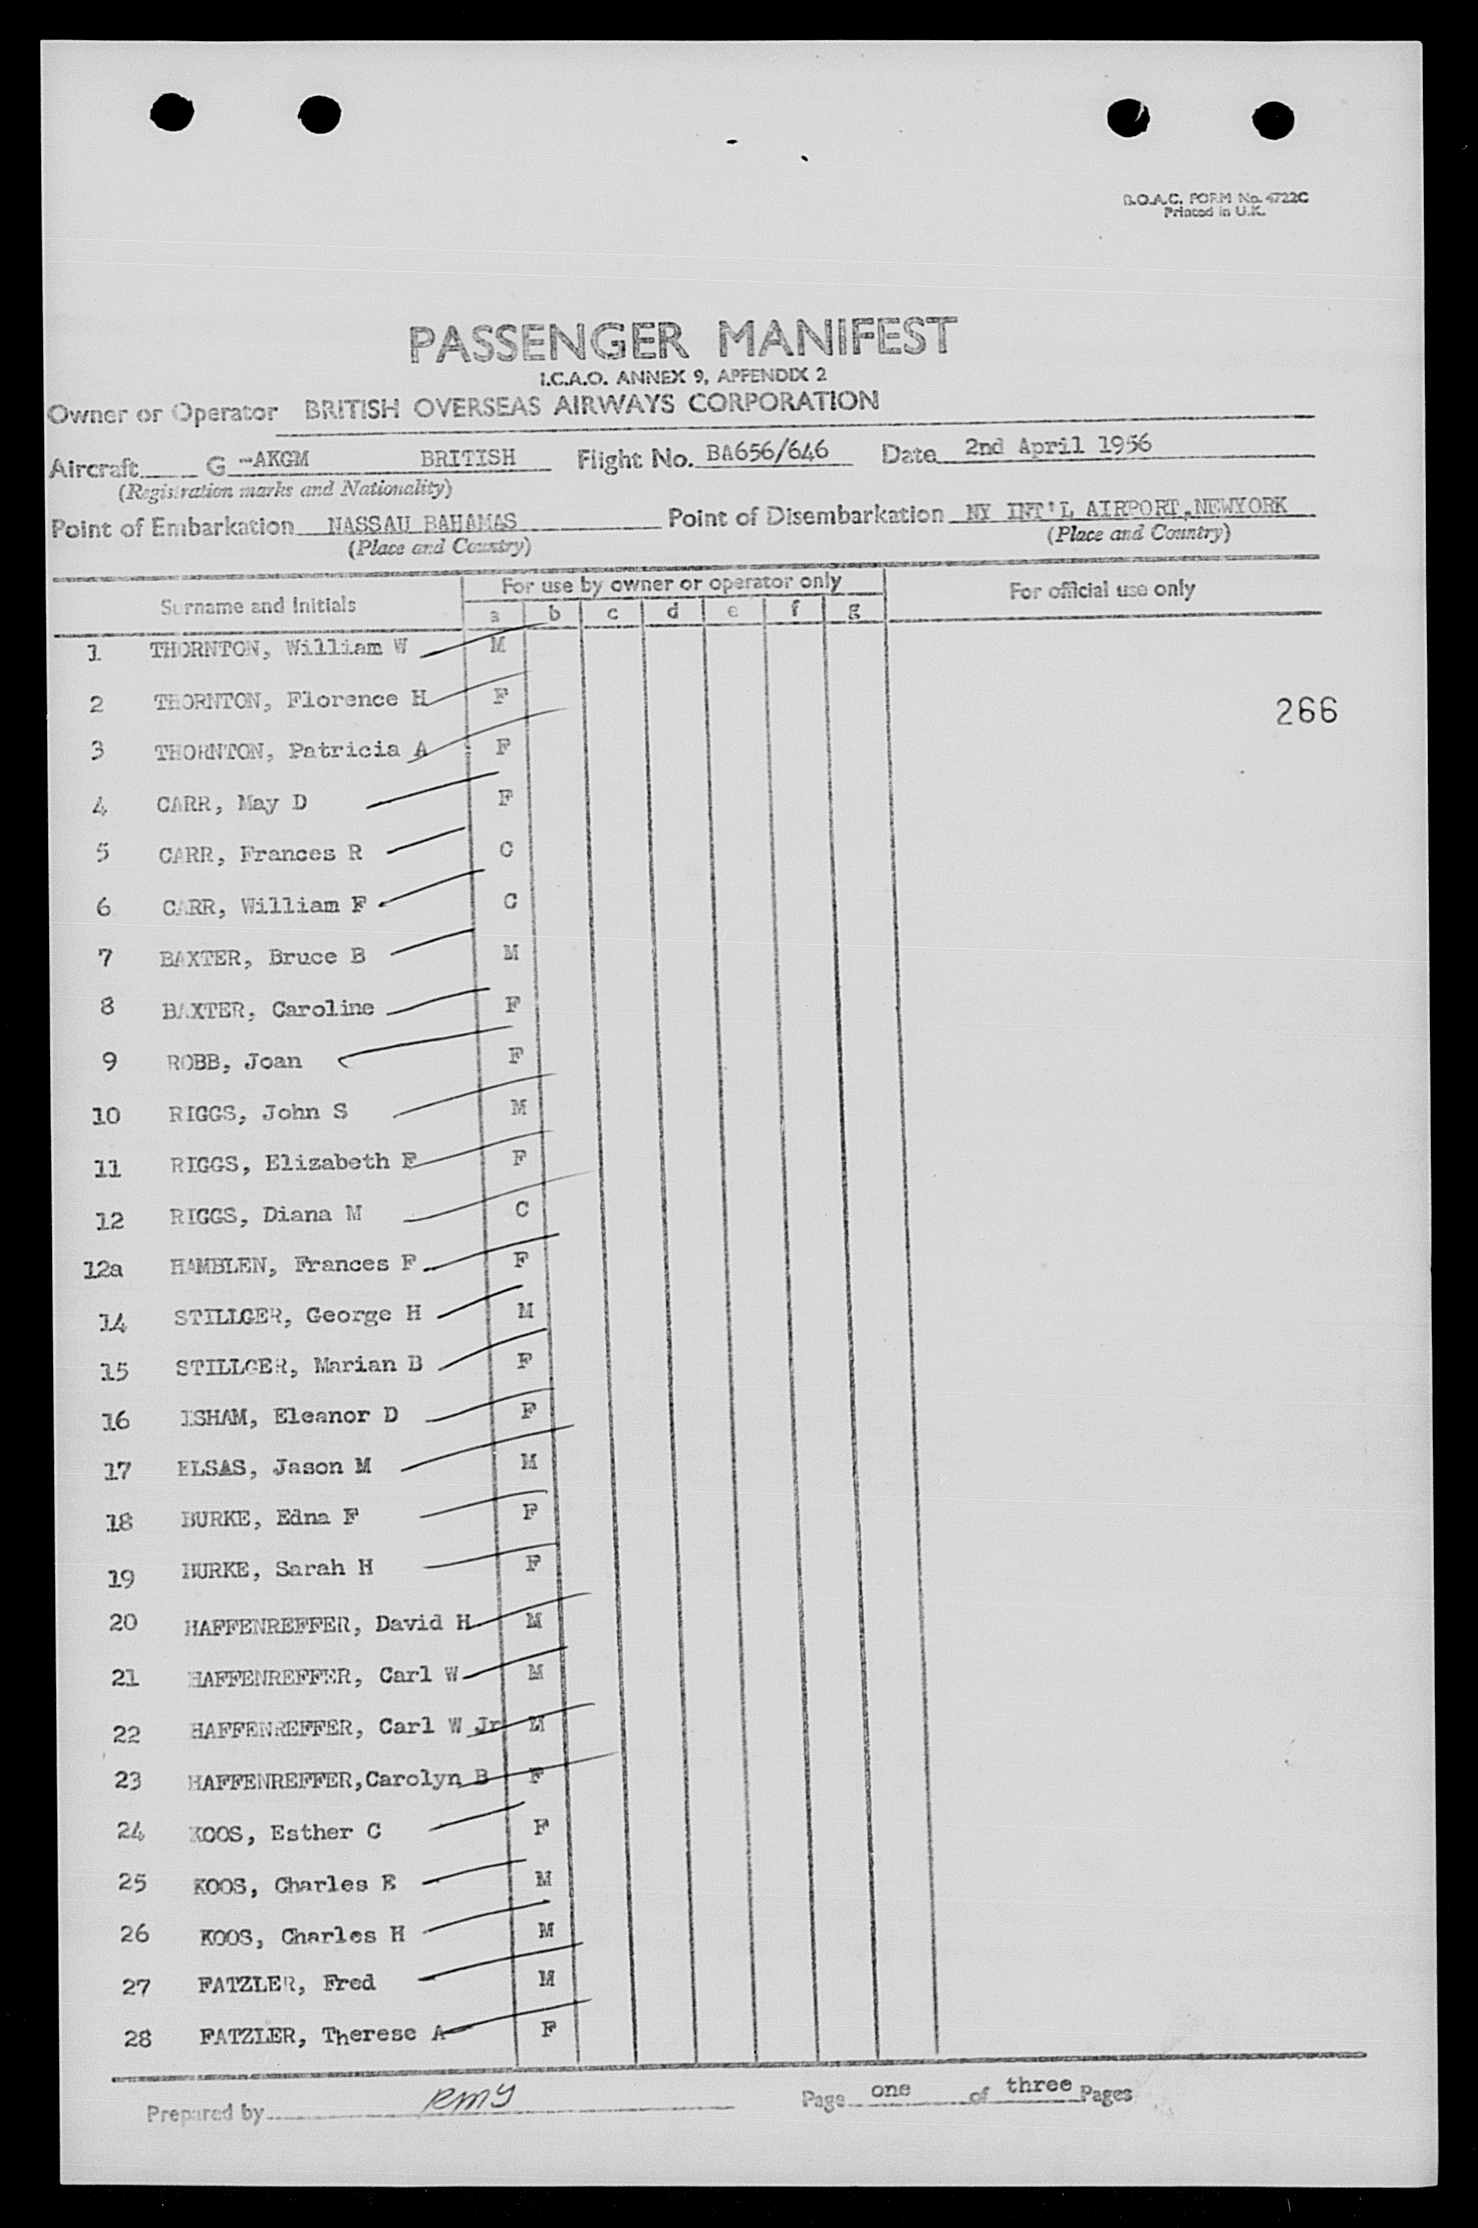 B.O.A.C. FORM No. 4722C
Printed in U.K.
PASSENGER MANIFEST
I.C.A.O. ANNEX 9, APPENDIX 2
Owner or Operator BRITISH OVERSEAS AIRWAYS CORPORATION
Aircraft G -AKGM BRITISH Flight No. BA656/646 Date 2nd April 1956
(Registration marks and Nationality)
Point of Embarkation NASSAU BAHAMAS Point of Disembarkation NY INT'L AIRPORT,NEWYORK
(Place and Country) (Place and Country)
Surname and Initials For use by owner or operator only For official use only
a b c d e f g
1 THORNTON, William W M
2 THORNTON, Florence H F
266
3 THORNTON, Patricia A F
4 CARR, May D F
5 CARR, Frances R C
6 CARR, William F C
7 BAXTER, Bruce B M
8 BAXTER, Caroline F
9 ROBB, Joan F
10 RIGGS, John S M
11 RIGGS, Elizabeth F F
12 RIGGS, Diana M C
12a HAMBLEN, Frances F F
14 STILLGER, George H M
15 STILLGER, Marian B F
16 ISHAM, Eleanor D F
17 ELSAS, Jason M M
18 BURKE, Edna F F
19 BURKE, Sarah H F
20 HAFFENREFFER, David H M
21 HAFFENREFFER, Carl W M
22 HAFFENREFFER, Carl W Jr M
23 HAFFENREFFER,Carolyn B F
24 KOOS, Esther C F
25 KOOS, Charles E M
26 KOOS, Charles H M
27 FATZLER, Fred M
28 FATZLER, Therese A F
Prepared by RMY Page one of three Pages